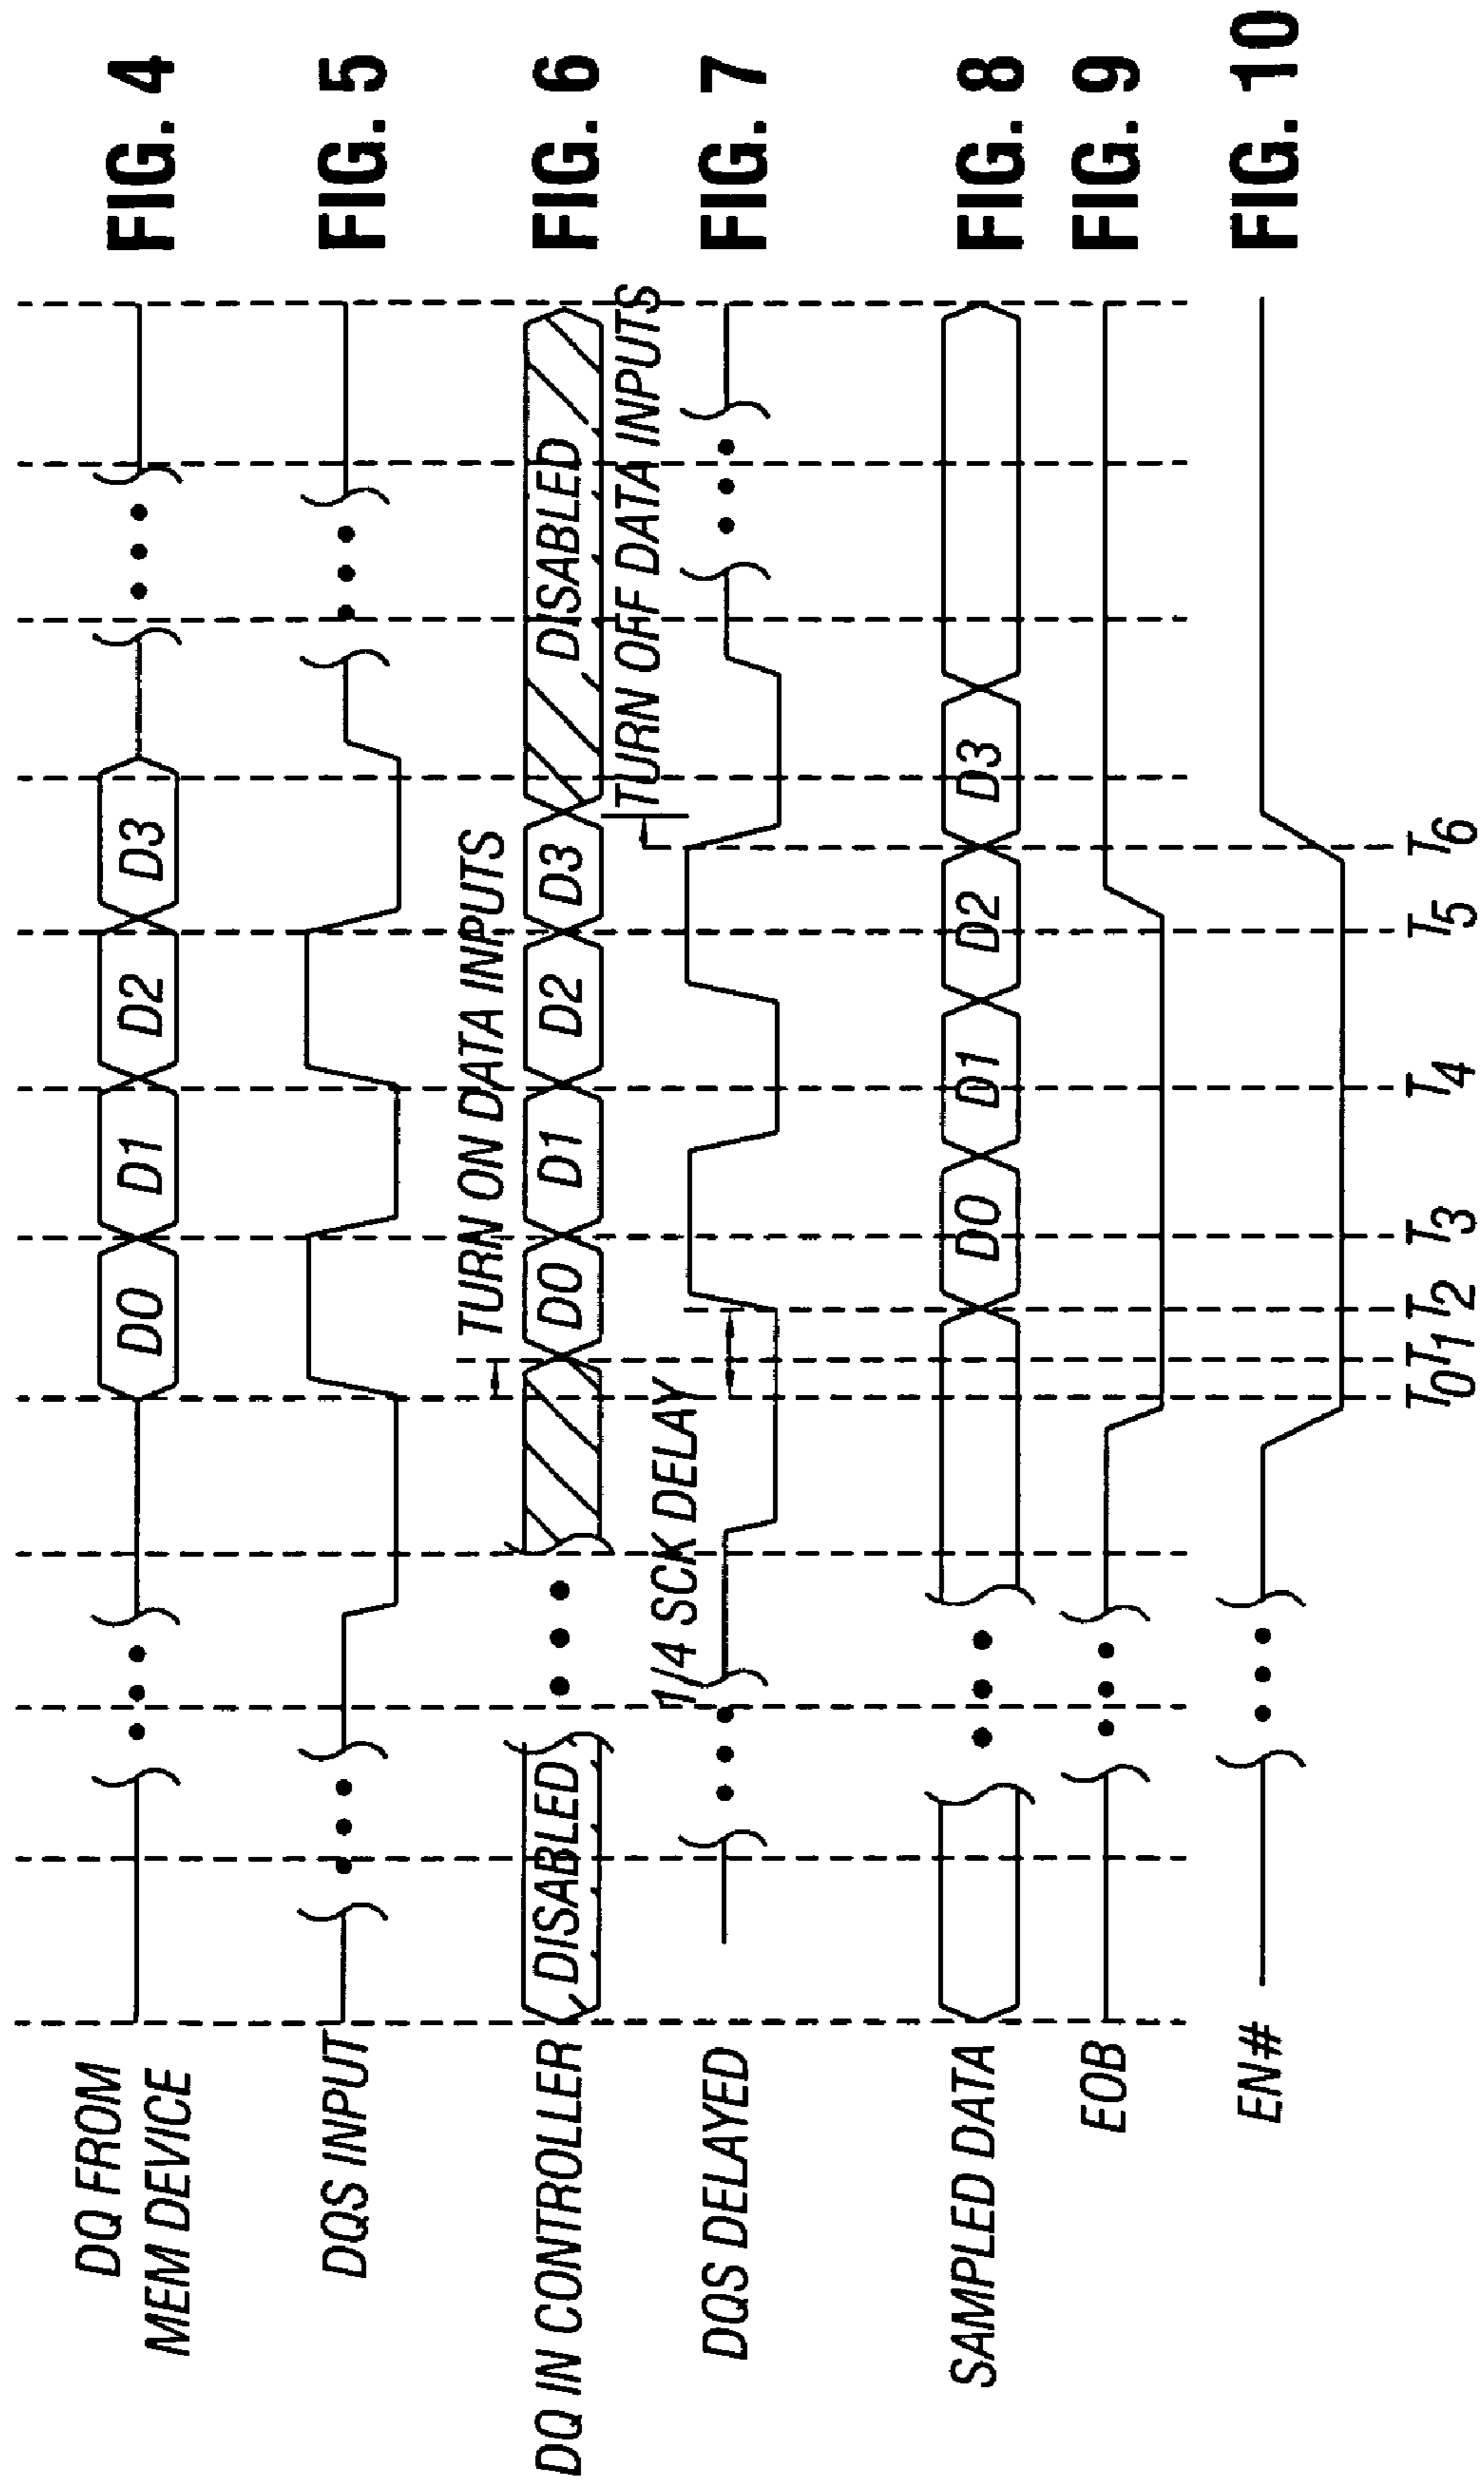 DQ FROM
MEM DEVICE
D0 D1 D2 D3
FIG. 4
DQS INPUT
FIG. 5
TURN ON DATA INPUTS
DQ IN CONTROLLER
DISABLED
D0 D1 D2 D3
DISABLED
FIG. 6
TURN OFF DATA INPUTS
1/4 SCK DELAY
DQS DELAYED
FIG. 7
SAMPLED DATA
D0 D1 D2 D3
FIG. 8
EOB
FIG. 9
EN#
FIG. 10
T0 T1 T2 T3 T4 T5 T6